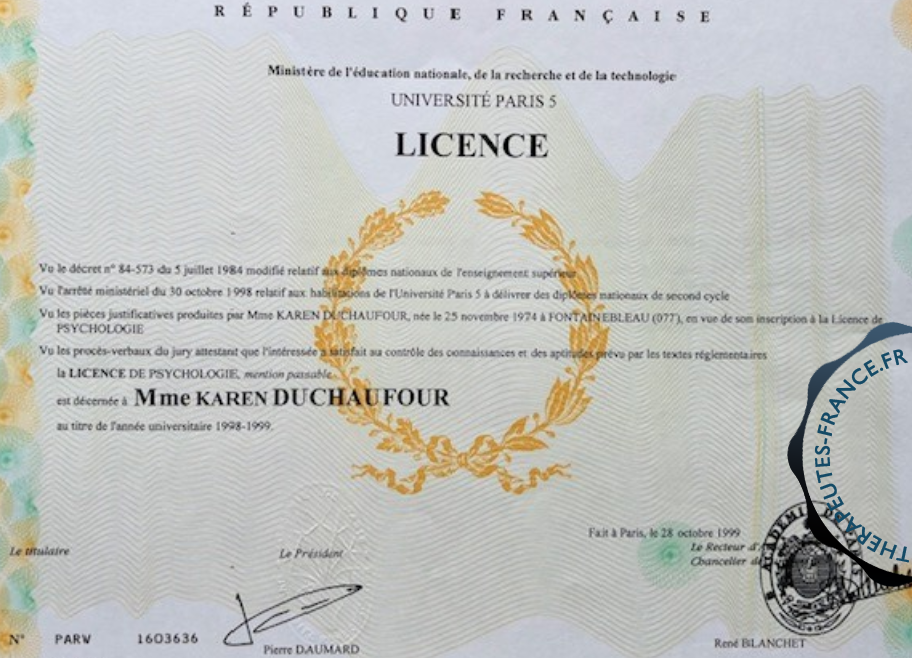 RÉPUBLIQUE FRANÇAISE
Ministère de l'éducation nationale, de la recherche et de la technologie
UNIVERSITÉ PARIS 5
LICENCE
Vu le décret n° 84-573 du 5 juillet 1984 modifié relatif aux diplômes nationaux de l'enseignement supérieur
Vu l'arrêté ministériel du 30 octobre 1998 relatif aux habilitations de l'Université Paris 5 à délivrer des diplômes nationaux de second cycle
Vu les pièces justificatives produites par Mme KAREN DUCHAUFOUR, née le 25 novembre 1974 à FONTAINEBLEAU (077), en vue de son inscription à la Licence de
PSYCHOLOGIE
Vu les procès-verbaux du jury attestant que l'intéressée a satisfait au contrôle des connaissances et des aptitudes prévu par les textes réglementaires
la LICENCE DE PSYCHOLOGIE, mention passable
est décernée à Mme KAREN DUCHAUFOUR
au titre de l'année universitaire 1998-1999.
Fait à Paris, le 28 octobre 1999
Le titulaire
Le Président
Le Recteur
Chancelier
THERAPEUTES-FRANCE.FR
N° PARW 1603636
Pierre DAUMARD
René BLANCHET